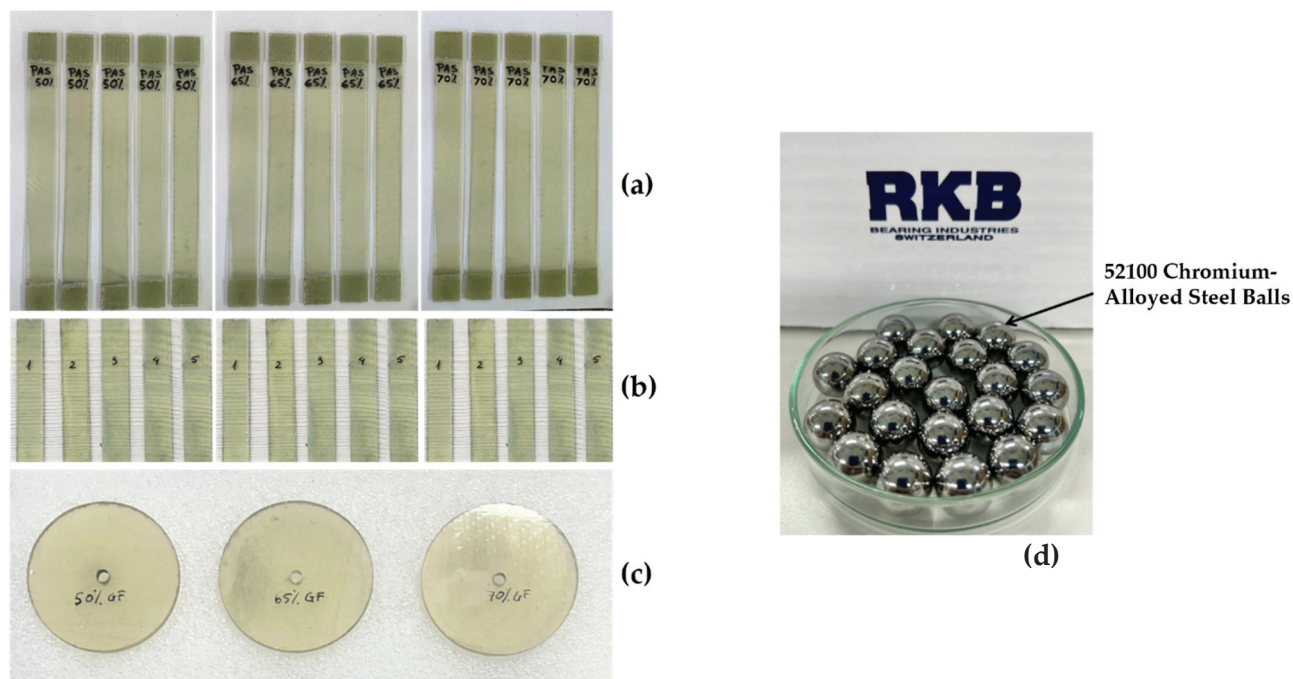 PAS PAS PAS PAS PAS
50% 50% 50% 50% 50%
PAS PAS PAS PAS PAS
65% 65% 65% 65% 65%
PAS PAS PAS PAS PAS
70% 70% 70% 70% 70%
(a)
1 2 3 4 5
1 2 3 4 5
1 2 3 4 5
(b)
50% GF
65% GF
70% GF
(c)
RKB
BEARING INDUSTRIES
SWITZERLAND
52100 Chromium-
Alloyed Steel Balls
(d)